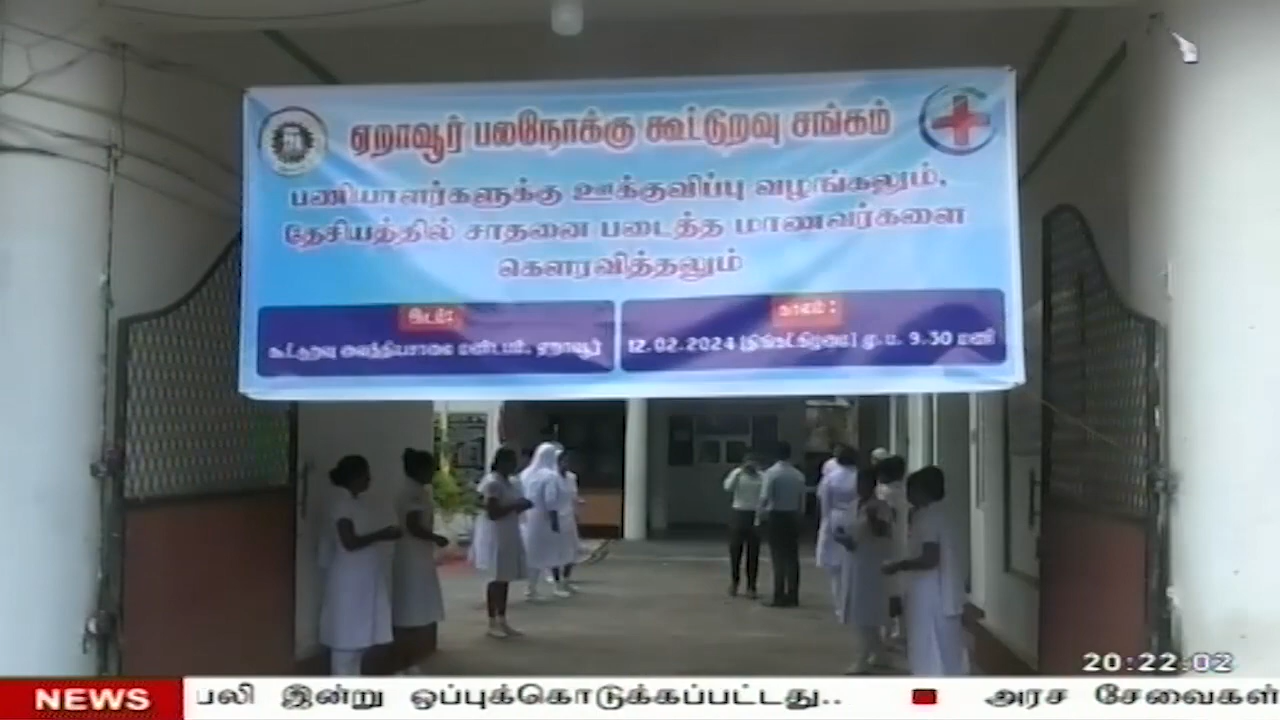 ஏறாவூர் பலநோக்கு கூட்டுறவு சங்கம்
பணியாளர்களுக்கு ஊக்குவிப்பு வழங்கலும்,
தேசியத்தில் சாதனை படைத்த மாணவர்களை
கௌரவித்தலும்
இடம்:
கூட்டுறவு வைத்தியசாலை மண்டபம், ஏறாவூர்
காலம் :
12.02.2024 (திங்கட்கிழமை) மு.ப. 9.30 மணி
20:22:02
NEWS பலி இன்று ஒப்புக்கொடுக்கப்பட்டது.. ■ அரச சேவைகள்